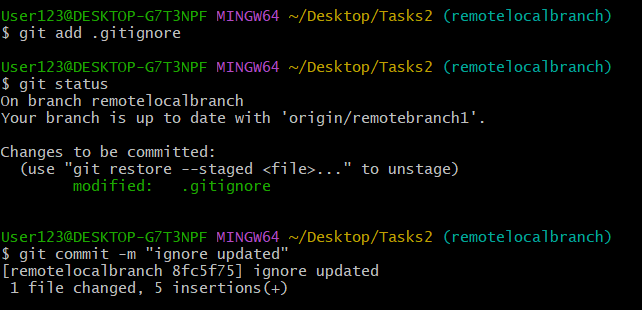 User123@DESKTOP-G7T3NPF MINGW64 ~/Desktop/Tasks2 (remotelocalbranch)
$ git add .gitignore
User123@DESKTOP-G7T3NPF MINGW64 ~/Desktop/Tasks2 (remotelocalbranch)
$ git status
On branch remotelocalbranch
Your branch is up to date with 'origin/remotebranch1'.
Changes to be committed:
  (use "git restore --staged <file>..." to unstage)
        modified:   .gitignore
User123@DESKTOP-G7T3NPF MINGW64 ~/Desktop/Tasks2 (remotelocalbranch)
$ git commit -m "ignore updated"
[remotelocalbranch 8fc5f75] ignore updated
 1 file changed, 5 insertions(+)